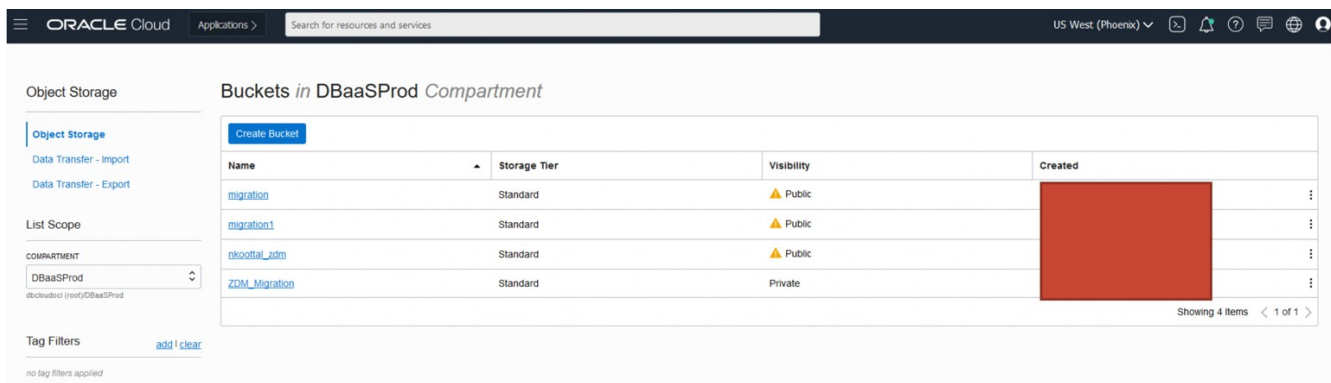 ORACLE Cloud Applications > Search for resources and services US West (Phoenix)
Object Storage
Object Storage
Data Transfer - Import
Data Transfer - Export
List Scope
COMPARTMENT
DBaaSProd
dbcloudoci (root)/DBaaSProd
Tag Filters add | clear
no tag filters applied
Buckets in DBaaSProd Compartment
Create Bucket
Name Storage Tier Visibility Created
migration Standard Public
migration1 Standard Public
nkoottai_zdm Standard Public
ZDM_Migration Standard Private
Showing 4 Items < 1 of 1 >